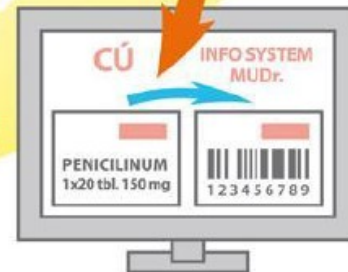 CÚ
INFO SYSTEM
MUDr.
PENICILINUM
1x20 tbl. 150 mg
123456789